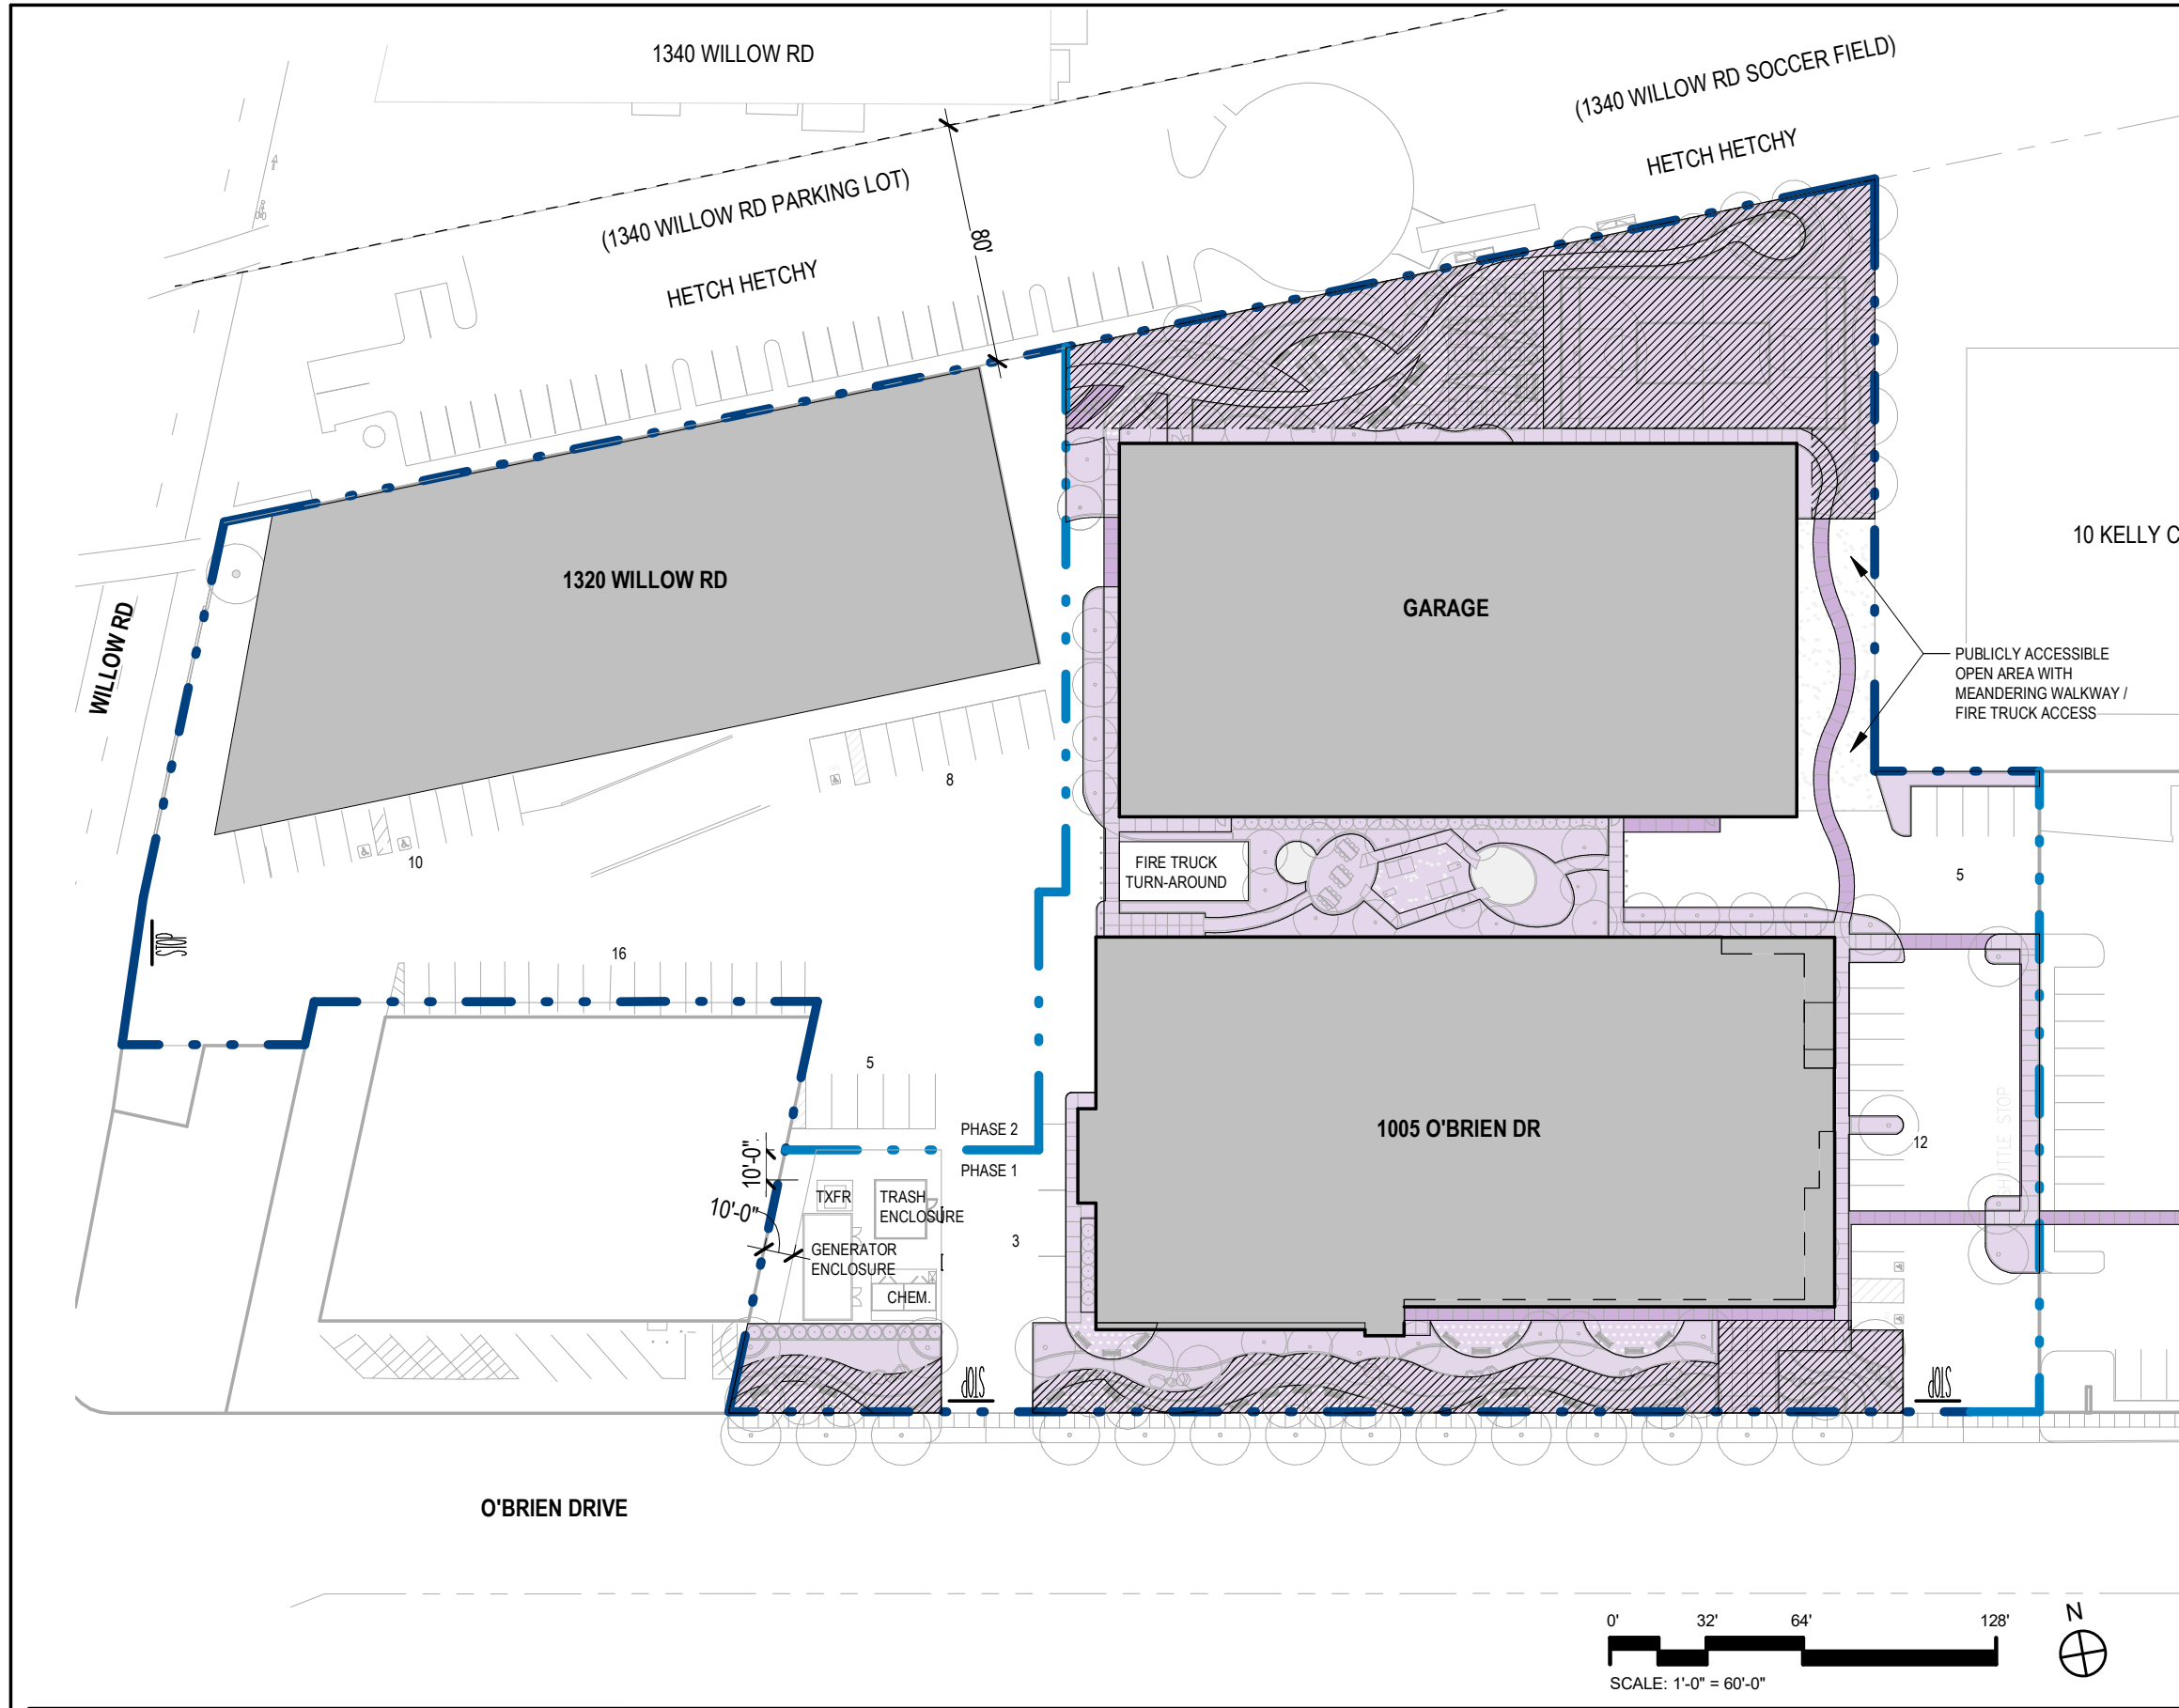 1340 WILLOW RD
(1340 WILLOW RD SOCCER FIELD)
HETCH HETCHY
(1340 WILLOW RD PARKING LOT)
HETCH HETCHY
80'
10 KELLY C
1320 WILLOW RD
GARAGE
WILLOW RD
PUBLICLY ACCESSIBLE
OPEN AREA WITH
MEANDERING WALKWAY /
FIRE TRUCK ACCESS
8
10
FIRE TRUCK
TURN-AROUND
5
STOP
16
5
PHASE 2
PHASE 1
1005 O'BRIEN DR
12
SHUTTLE STOP
10'-0"
10'-0"
TXFR
TRASH
ENCLOSURE
GENERATOR
ENCLOSURE
CHEM.
3
STOP
STOP
O'BRIEN DRIVE
0'
32'
64'
128'
SCALE: 1'-0" = 60'-0"
N